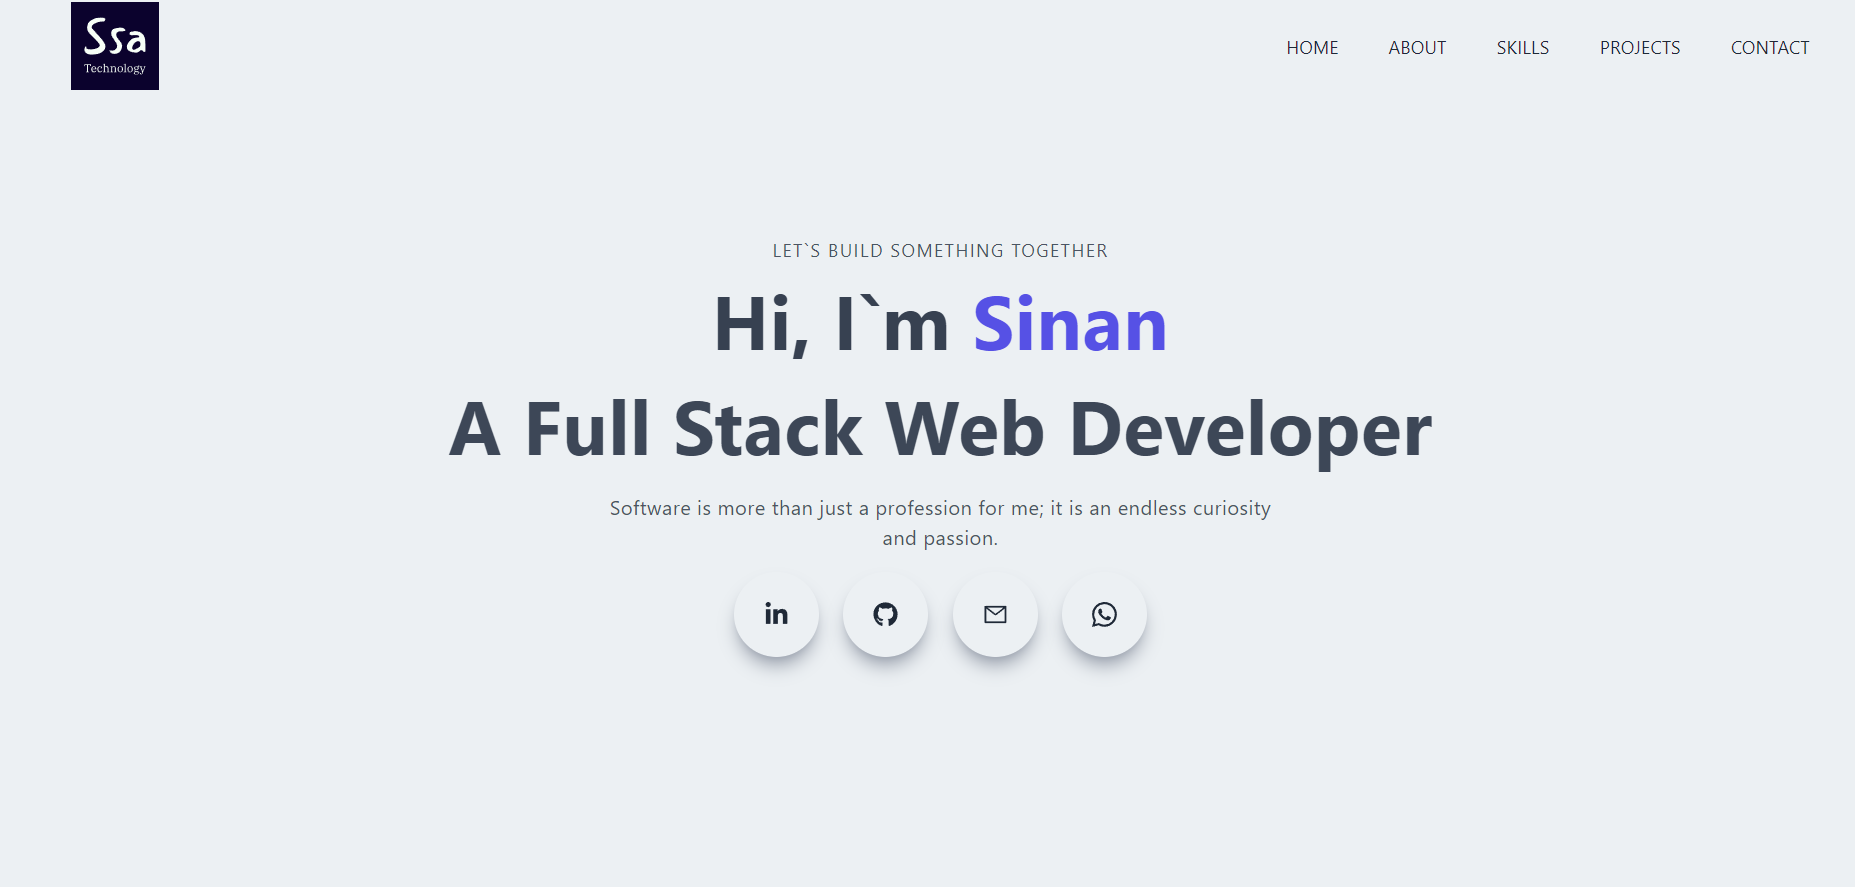 Ssa
Technology
HOME ABOUT SKILLS PROJECTS CONTACT
LET`S BUILD SOMETHING TOGETHER
Hi, I`m Sinan
A Full Stack Web Developer
Software is more than just a profession for me; it is an endless curiosity
and passion.
in